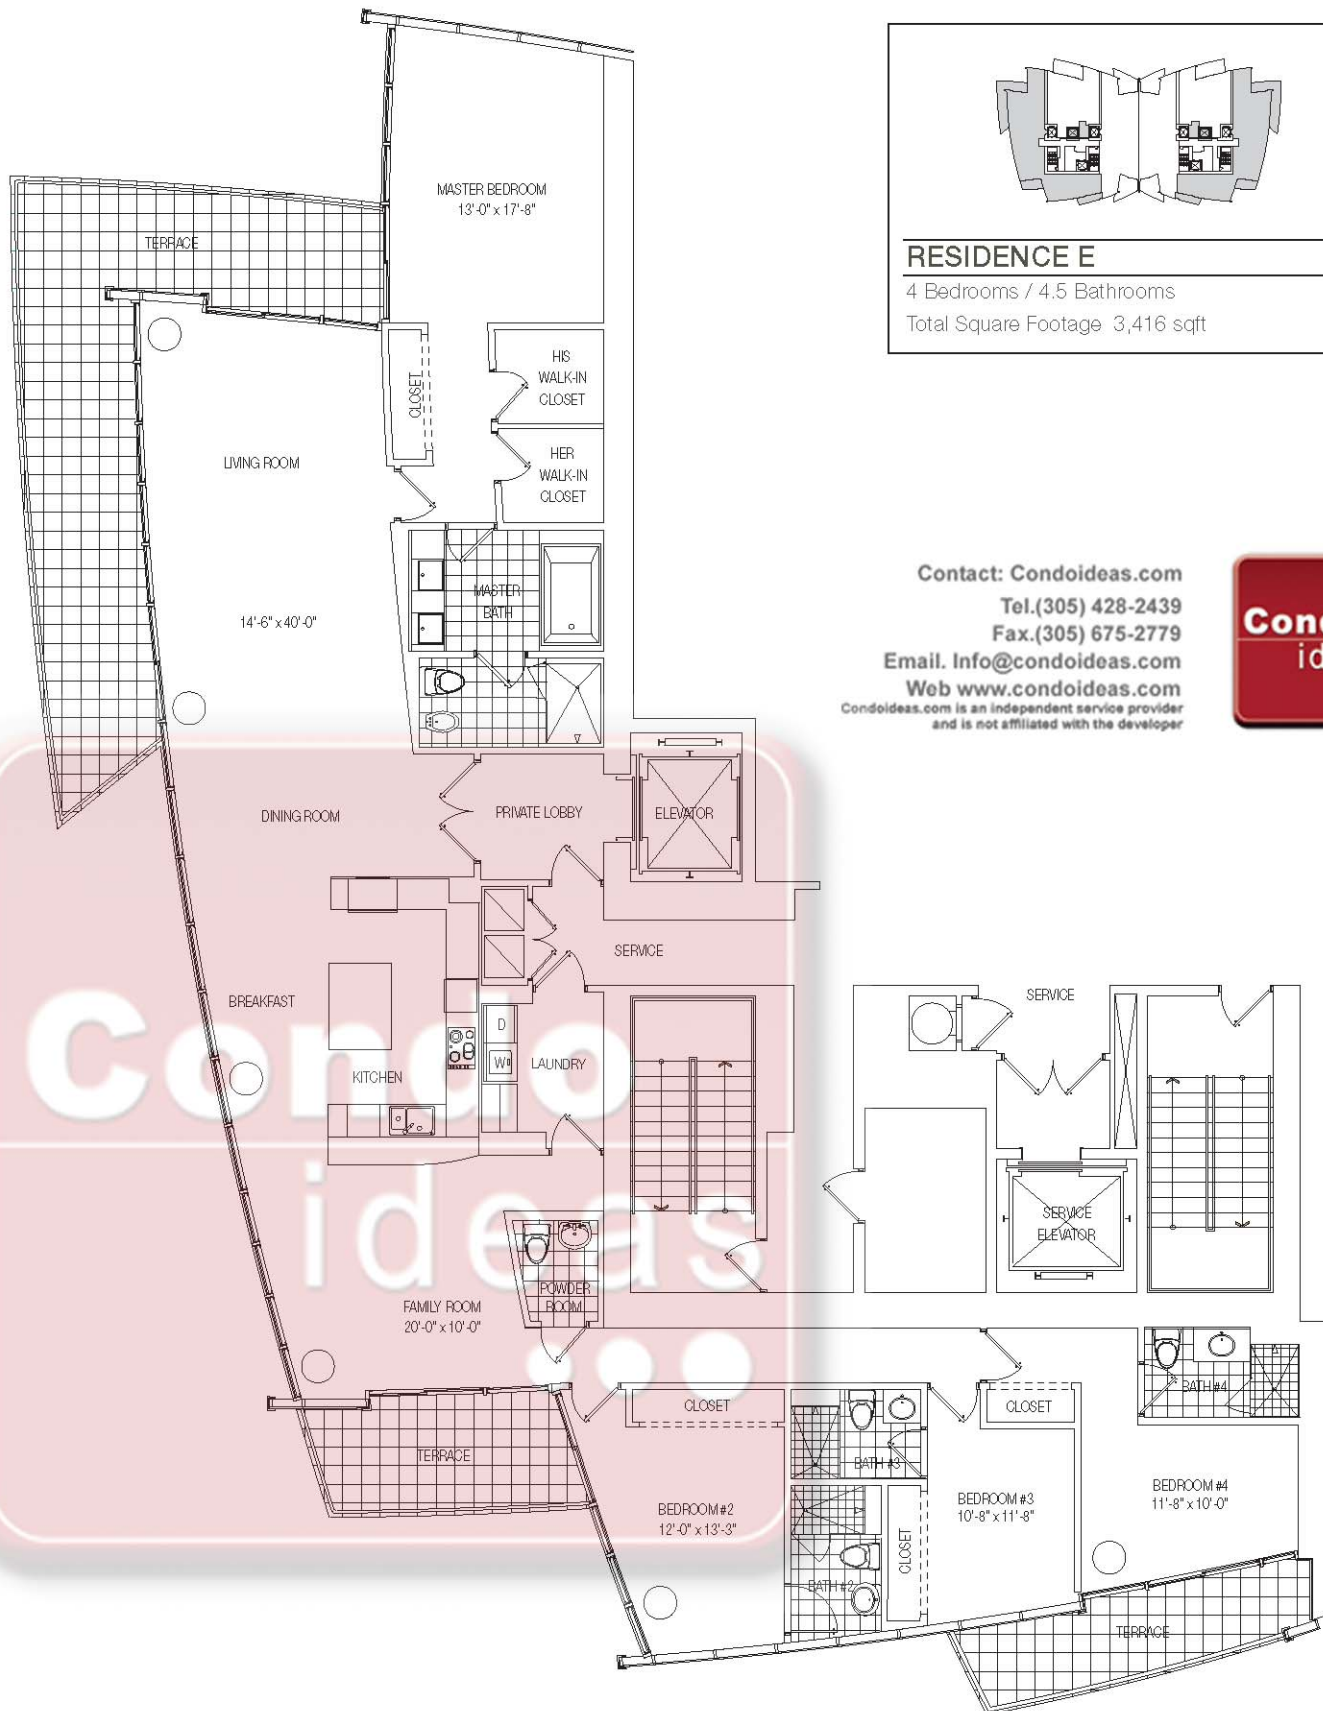 MASTER BEDROOM
13'-0" x 17'-8"
TERRACE
RESIDENCE E
4 Bedrooms / 4.5 Bathrooms
Total Square Footage 3,416 sqft
CLOSET
HIS
WALK-IN
CLOSET
HER
WALK-IN
CLOSET
LIVING ROOM
14'-6" x 40'-0"
MASTER
BATH
Contact: Condoideas.com
Tel.(305) 428-2439
Fax.(305) 675-2779
Email. Info@condoideas.com
Web www.condoideas.com
Condoideas.com is an independent service provider
and is not affiliated with the developer
DINING ROOM
PRIVATE LOBBY
ELEVATOR
SERVICE
BREAKFAST
D
W
LAUNDRY
KITCHEN
Condo
ideas
SERVICE
SERVICE
ELEVATOR
POWDER
ROOM
FAMILY ROOM
20'-0" x 10'-0"
TERRACE
CLOSET
BEDROOM #2
12'-0" x 13'-3"
BATH #3
BATH #2
CLOSET
CLOSET
BEDROOM #3
10'-8" x 11'-8"
BATH #4
BEDROOM #4
11'-8" x 10'-0"
TERRACE